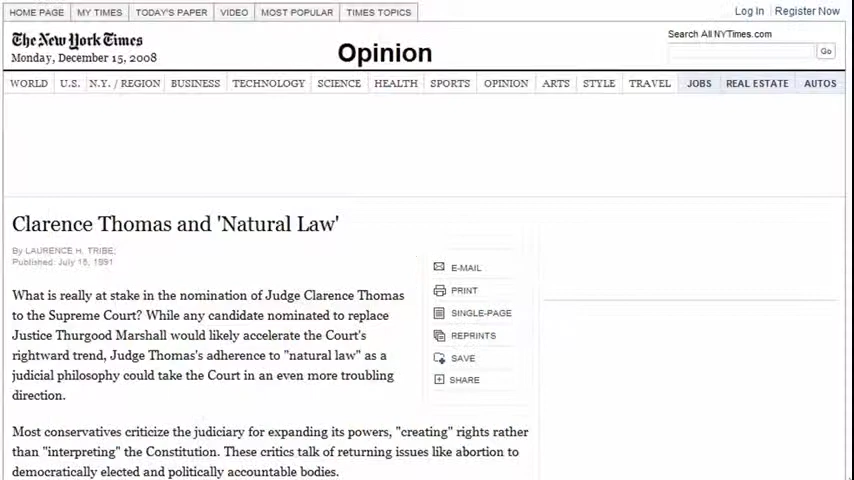 HOME PAGE MY TIMES TODAY'S PAPER VIDEO MOST POPULAR TIMES TOPICS
Log In Register Now
The New York Times
Monday, December 15, 2008
Opinion
Search All NYTimes.com
Go
WORLD U.S. N.Y. / REGION BUSINESS TECHNOLOGY SCIENCE HEALTH SPORTS OPINION ARTS STYLE TRAVEL JOBS REAL ESTATE AUTOS
Clarence Thomas and 'Natural Law'
By LAURENCE H. TRIBE;
Published: July 15, 1991
What is really at stake in the nomination of Judge Clarence Thomas
to the Supreme Court? While any candidate nominated to replace
Justice Thurgood Marshall would likely accelerate the Court's
rightward trend, Judge Thomas's adherence to "natural law" as a
judicial philosophy could take the Court in an even more troubling
direction.
E-MAIL
PRINT
SINGLE-PAGE
REPRINTS
SAVE
SHARE
Most conservatives criticize the judiciary for expanding its powers, "creating" rights rather
than "interpreting" the Constitution. These critics talk of returning issues like abortion to
democratically elected and politically accountable bodies.